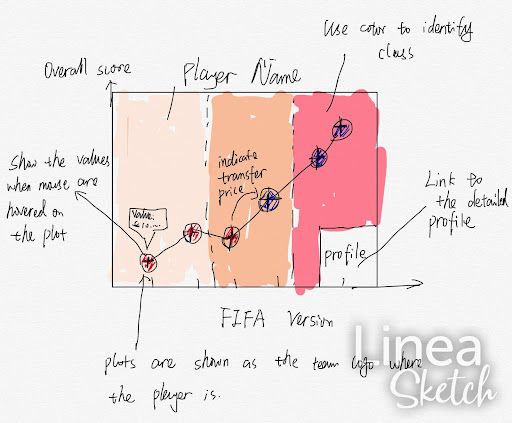 Use color to identify
class
Overall score
Player Name
Show the values
when mouse are
hovered on
the plot
indicate
transfer
price
Link to
the detailed
profile
Value:
profile
FIFA Version
plots are shown as the team logo where
the player is.
Linea
Sketch